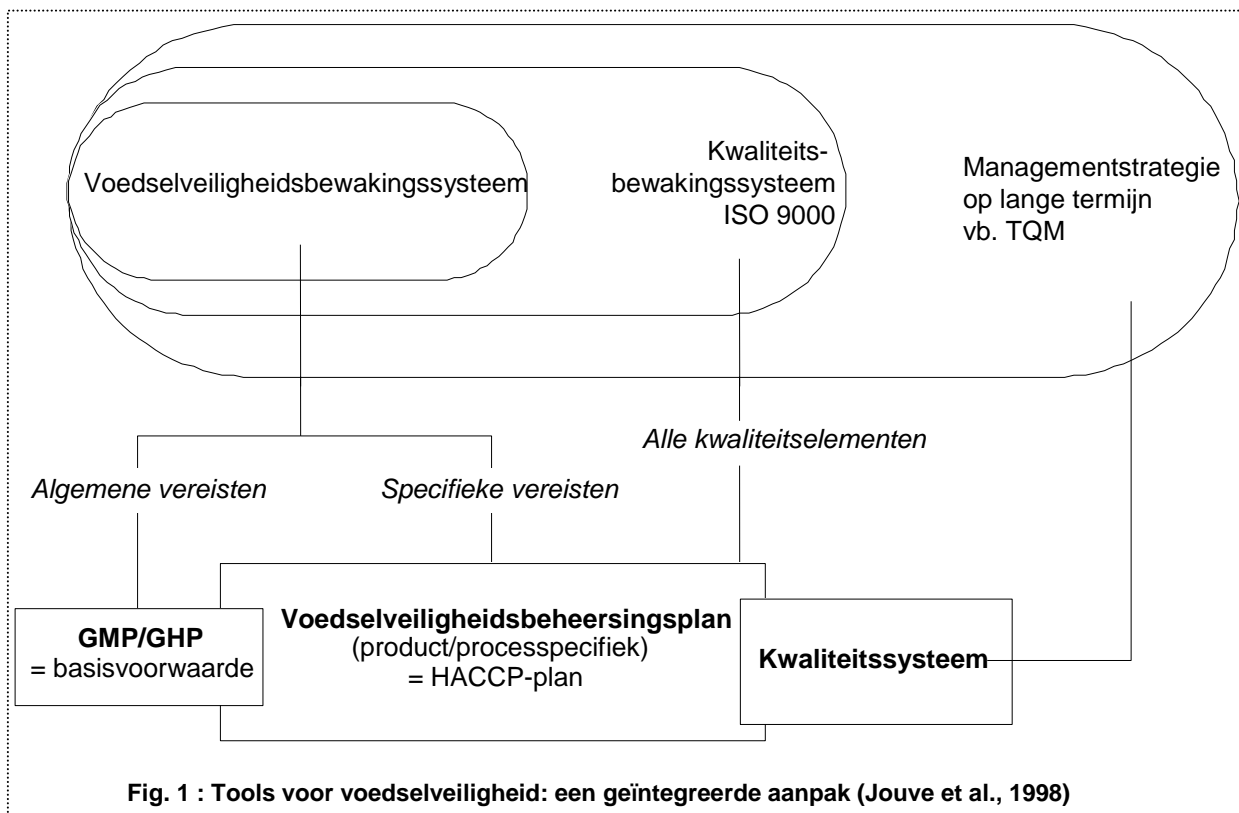 Voedselveiligheidsbewakingssysteem
Kwaliteits-
bewakingssysteem
ISO 9000
Managementstrategie
op lange termijn
vb. TQM
Alle kwaliteitselementen
Algemene vereisten
Specifieke vereisten
GMP/GHP
= basisvoorwaarde
Voedselveiligheidsbeheersingsplan
(product/processpecifiek)
= HACCP-plan
Kwaliteitssysteem
Fig. 1 : Tools voor voedselveiligheid: een geïntegreerde aanpak (Jouve et al., 1998)